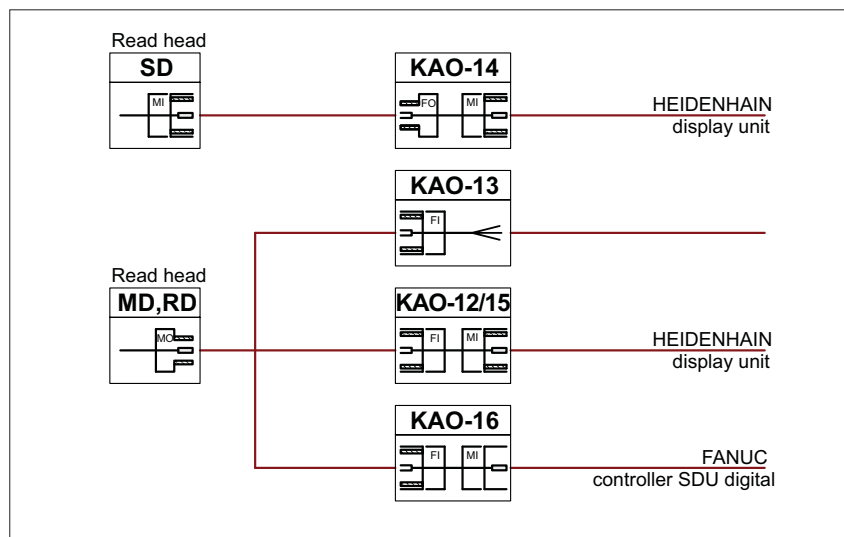 Read head
SD
MI
KAO-14
FO MI
HEIDENHAIN
display unit
KAO-13
FI
Read head
MD,RD
MO
KAO-12/15
FI MI
HEIDENHAIN
display unit
KAO-16
FI MI
FANUC
controller SDU digital